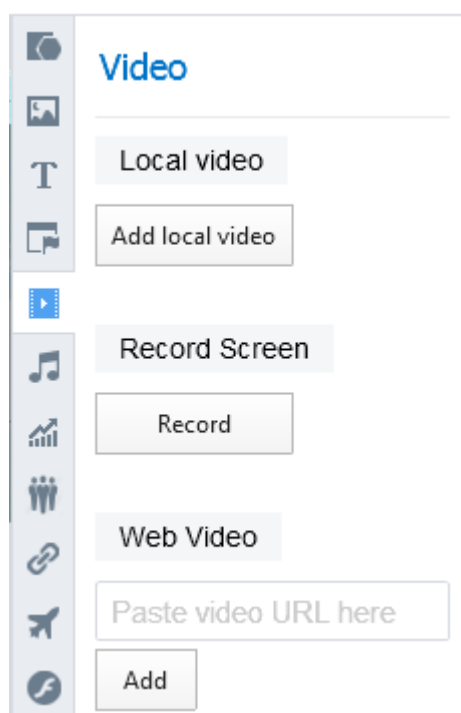 Video
Local video
Add local video
Record Screen
Record
Web Video
Paste video URL here
Add